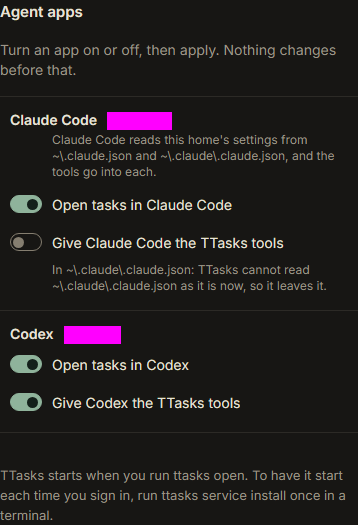 Agent apps
Turn an app on or off, then apply. Nothing changes
before that.
Claude Code
Claude Code reads this home's settings from
~\.claude.json and ~\.claude\.claude.json, and the
tools go into each.
Open tasks in Claude Code
Give Claude Code the TTasks tools
In ~\.claude\.claude.json: TTasks cannot read
~\.claude\.claude.json as it is now, so it leaves it.
Codex
Open tasks in Codex
Give Codex the TTasks tools
TTasks starts when you run ttasks open. To have it start
each time you sign in, run ttasks service install once in a
terminal.